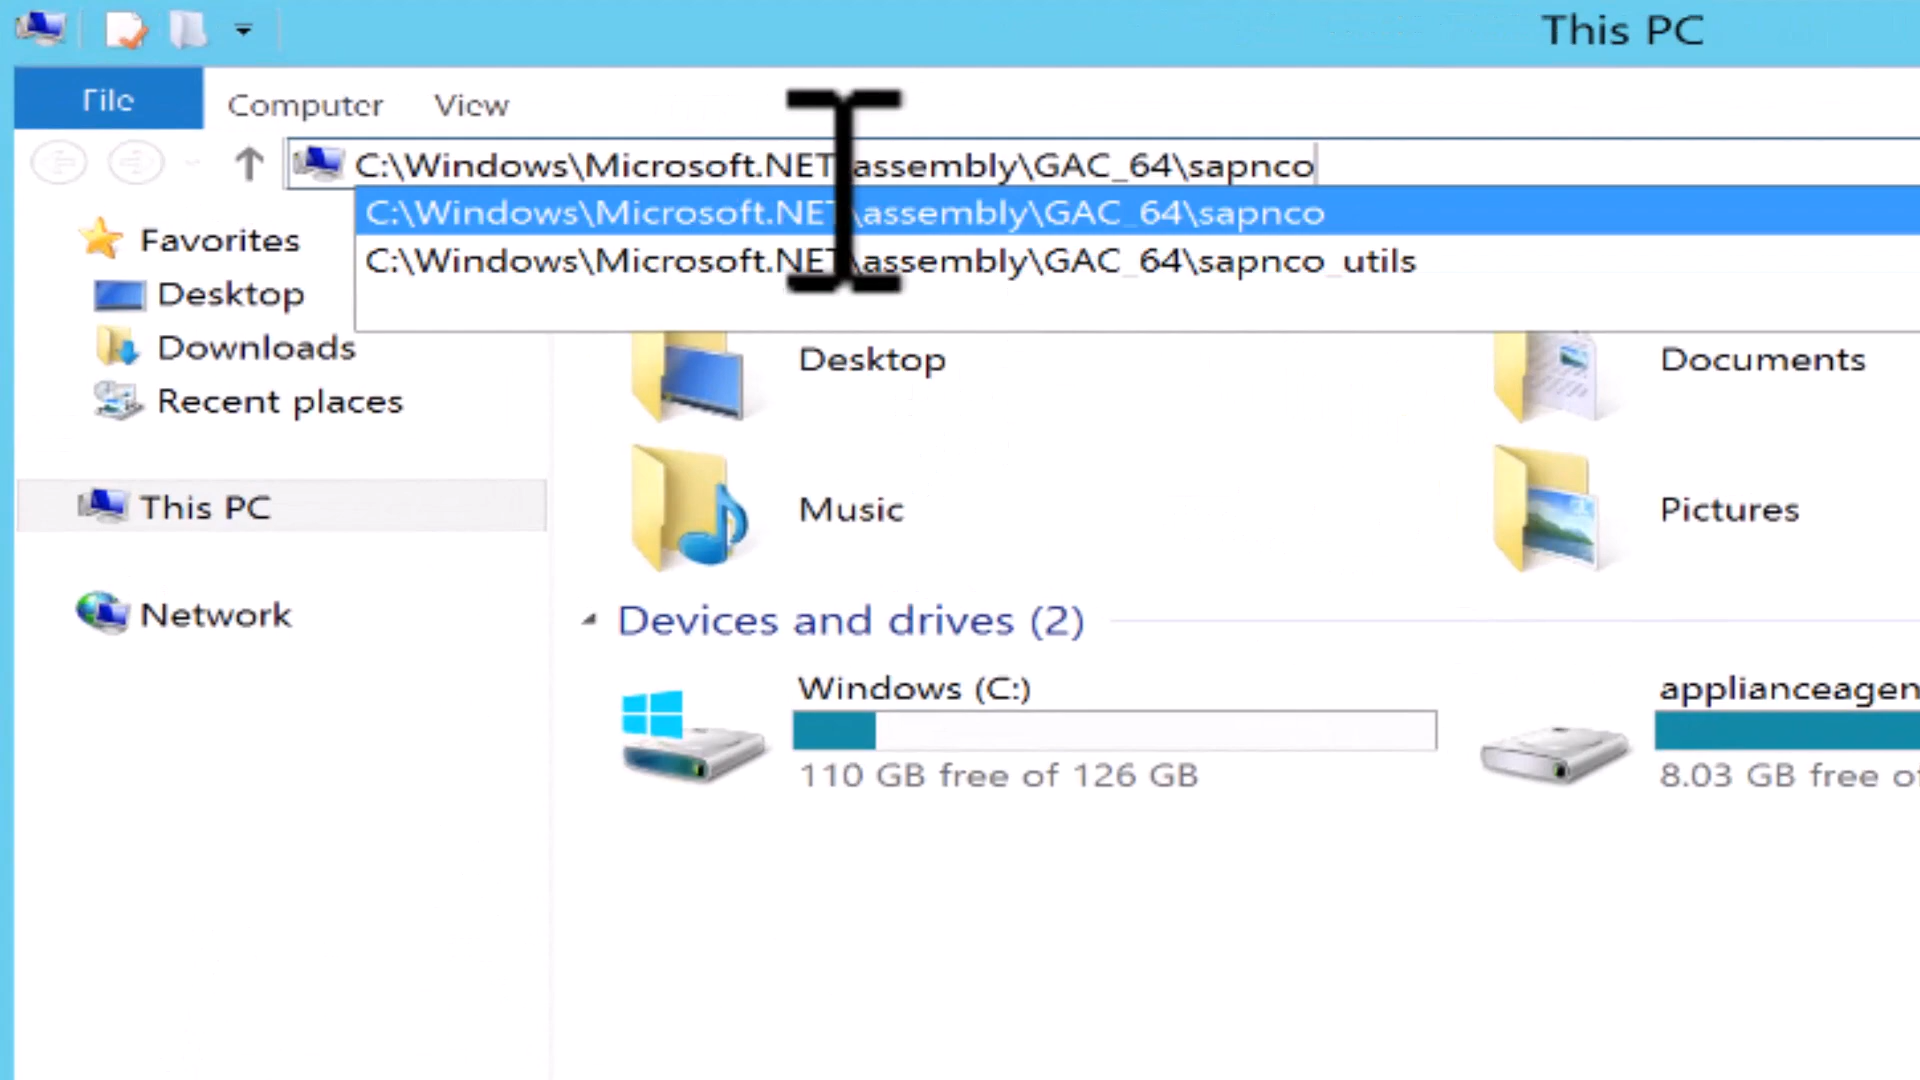 This PC
File
Computer
View
C:\Windows\Microsoft.NET\assembly\GAC_64\sapnco
C:\Windows\Microsoft.NET\assembly\GAC_64\sapnco
C:\Windows\Microsoft.NET\assembly\GAC_64\sapnco_utils
Favorites
Desktop
Downloads
Recent places
This PC
Network
Desktop
Documents
Music
Pictures
Devices and drives (2)
Windows (C:)
110 GB free of 126 GB
applianceagen
8.03 GB free of